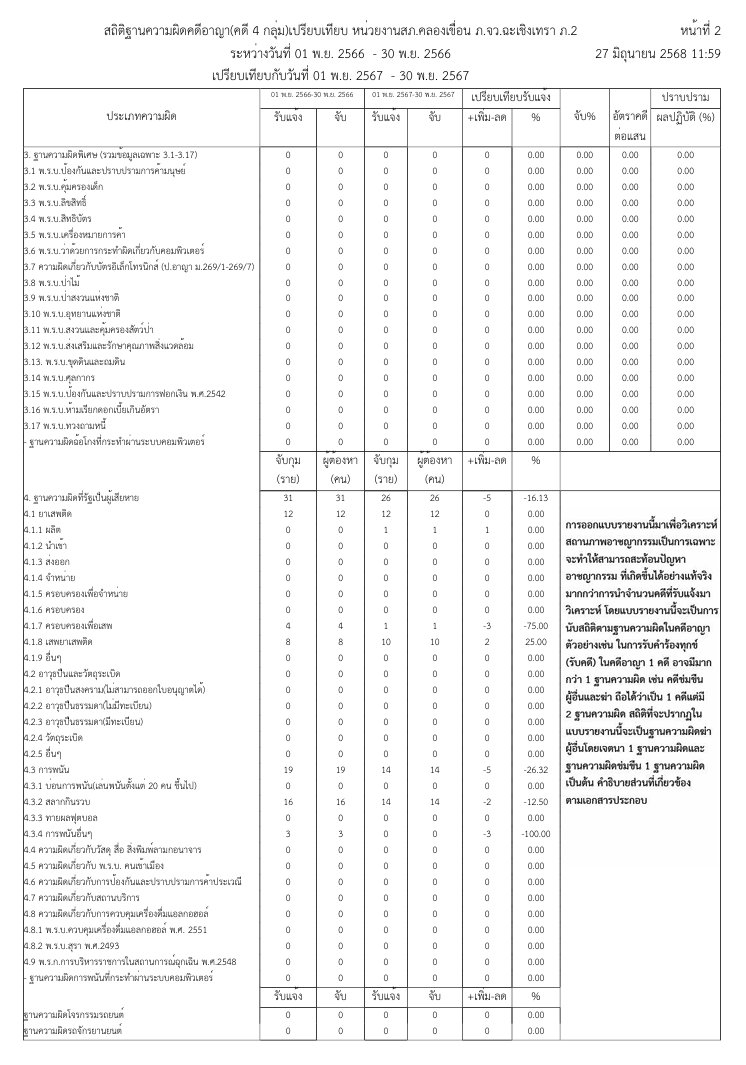 สถิติฐานความผิดคดีอาญา(คดี 4 กลุ่ม)เปรียบเทียบ หน่วยงานสภ.คลองเขื่อน ภ.จว.ฉะเชิงเทรา ภ.2 หน้าที่ 2
ระหว่างวันที่ 01 พ.ย. 2566 - 30 พ.ย. 2566 27 มิถุนายน 2568 11:59
เปรียบเทียบกับวันที่ 01 พ.ย. 2567 - 30 พ.ย. 2567
ประเภทความผิด 01 พ.ย. 2566-30 พ.ย. 2566 01 พ.ย. 2567-30 พ.ย. 2567 เปรียบเทียบรับแจ้ง จับ% อัตราคดีต่อแสน ปราบปราม
รับแจ้ง จับ รับแจ้ง จับ +เพิ่ม-ลด % ผลปฏิบัติ (%)
3. ฐานความผิดพิเศษ (รวมข้อมูลเฉพาะ 3.1-3.17) 0 0 0 0 0 0.00 0.00 0.00 0.00
3.1 พ.ร.บ.ป้องกันและปราบปรามการค้ามนุษย์ 0 0 0 0 0 0.00 0.00 0.00 0.00
3.2 พ.ร.บ.คุ้มครองเด็ก 0 0 0 0 0 0.00 0.00 0.00 0.00
3.3 พ.ร.บ.ลิขสิทธิ์ 0 0 0 0 0 0.00 0.00 0.00 0.00
3.4 พ.ร.บ.สิทธิบัตร 0 0 0 0 0 0.00 0.00 0.00 0.00
3.5 พ.ร.บ.เครื่องหมายการค้า 0 0 0 0 0 0.00 0.00 0.00 0.00
3.6 พ.ร.บ.ว่าด้วยการกระทำผิดเกี่ยวกับคอมพิวเตอร์ 0 0 0 0 0 0.00 0.00 0.00 0.00
3.7 ความผิดเกี่ยวกับบัตรอิเล็กโทรนิกส์ (ป.อาญา ม.269/1-269/7) 0 0 0 0 0 0.00 0.00 0.00 0.00
3.8 พ.ร.บ.ป่าไม้ 0 0 0 0 0 0.00 0.00 0.00 0.00
3.9 พ.ร.บ.ป่าสงวนแห่งชาติ 0 0 0 0 0 0.00 0.00 0.00 0.00
3.10 พ.ร.บ.อุทยานแห่งชาติ 0 0 0 0 0 0.00 0.00 0.00 0.00
3.11 พ.ร.บ.สงวนและคุ้มครองสัตว์ป่า 0 0 0 0 0 0.00 0.00 0.00 0.00
3.12 พ.ร.บ.ส่งเสริมและรักษาคุณภาพสิ่งแวดล้อม 0 0 0 0 0 0.00 0.00 0.00 0.00
3.13. พ.ร.บ.ขุดดินและถมดิน 0 0 0 0 0 0.00 0.00 0.00 0.00
3.14 พ.ร.บ.ศุลกากร 0 0 0 0 0 0.00 0.00 0.00 0.00
3.15 พ.ร.บ.ป้องกันและปราบปรามการฟอกเงิน พ.ศ.2542 0 0 0 0 0 0.00 0.00 0.00 0.00
3.16 พ.ร.บ.ห้ามเรียกดอกเบี้ยเกินอัตรา 0 0 0 0 0 0.00 0.00 0.00 0.00
3.17 พ.ร.บ.ทวงถามหนี้ 0 0 0 0 0 0.00 0.00 0.00 0.00
- ฐานความผิดฉ้อโกงที่กระทำผ่านระบบคอมพิวเตอร์ 0 0 0 0 0 0.00 0.00 0.00 0.00
จับกุม ผู้ต้องหา จับกุม ผู้ต้องหา +เพิ่ม-ลด %
(ราย) (คน) (ราย) (คน)
4. ฐานความผิดที่รัฐเป็นผู้เสียหาย 31 31 26 26 -5 -16.13
4.1 ยาเสพติด 12 12 12 12 0 0.00
4.1.1 ผลิต 0 0 1 1 1 0.00
4.1.2 นำเข้า 0 0 0 0 0 0.00
4.1.3 ส่งออก 0 0 0 0 0 0.00
4.1.4 จำหน่าย 0 0 0 0 0 0.00
4.1.5 ครอบครองเพื่อจำหน่าย 0 0 0 0 0 0.00
4.1.6 ครอบครอง 0 0 0 0 0 0.00
4.1.7 ครอบครองเพื่อเสพ 4 4 1 1 -3 -75.00
4.1.8 เสพยาเสพติด 8 8 10 10 2 25.00
4.1.9 อื่นๆ 0 0 0 0 0 0.00
4.2 อาวุธปืนและวัตถุระเบิด 0 0 0 0 0 0.00
4.2.1 อาวุธปืนสงคราม(ไม่สามารถออกใบอนุญาตได้) 0 0 0 0 0 0.00
4.2.2 อาวุธปืนธรรมดา(ไม่มีทะเบียน) 0 0 0 0 0 0.00
4.2.3 อาวุธปืนธรรมดา(มีทะเบียน) 0 0 0 0 0 0.00
4.2.4 วัตถุระเบิด 0 0 0 0 0 0.00
4.2.5 อื่นๆ 0 0 0 0 0 0.00
4.3 การพนัน 19 19 14 14 -5 -26.32
4.3.1 บ่อนการพนัน(เล่นพนันตั้งแต่ 20 คน ขึ้นไป) 0 0 0 0 0 0.00
4.3.2 สลากกินรวบ 16 16 14 14 -2 -12.50
4.3.3 ทายผลฟุตบอล 0 0 0 0 0 0.00
4.3.4 การพนันอื่นๆ 3 3 0 0 -3 -100.00
4.4 ความผิดเกี่ยวกับวัสดุ สื่อ สิ่งพิมพ์ลามกอนาจาร 0 0 0 0 0 0.00
4.5 ความผิดเกี่ยวกับ พ.ร.บ. คนเข้าเมือง 0 0 0 0 0 0.00
4.6 ความผิดเกี่ยวกับการป้องกันและปราบปรามการค้าประเวณี 0 0 0 0 0 0.00
4.7 ความผิดเกี่ยวกับสถานบริการ 0 0 0 0 0 0.00
4.8 ความผิดเกี่ยวกับการควบคุมเครื่องดื่มแอลกอฮอล์ 0 0 0 0 0 0.00
4.8.1 พ.ร.บ.ควบคุมเครื่องดื่มแอลกอฮอล์ พ.ศ. 2551 0 0 0 0 0 0.00
4.8.2 พ.ร.บ.สุรา พ.ศ.2493 0 0 0 0 0 0.00
4.9 พ.ร.ก.การบริหารราชการในสถานการณ์ฉุกเฉิน พ.ศ.2548 0 0 0 0 0 0.00
- ฐานความผิดการพนันที่กระทำผ่านระบบคอมพิวเตอร์ 0 0 0 0 0 0.00
การออกแบบรายงานนี้มาเพื่อวิเคราะห์
สถานภาพอาชญากรรมเป็นการเฉพาะ
จะทำให้สามารถสะท้อนปัญหา
อาชญากรรม ที่เกิดขึ้นได้อย่างแท้จริง
มากกว่าการนำจำนวนคดีที่รับแจ้งมา
วิเคราะห์ โดยแบบรายงานนี้จะเป็นการ
นับสถิติตามฐานความผิดในคดีอาญา
ตัวอย่างเช่น ในการรับคำร้องทุกข์
(รับคดี) ในคดีอาญา 1 คดี อาจมีมาก
กว่า 1 ฐานความผิด เช่น คดีข่มขืน
ผู้อื่นและฆ่า ถือได้ว่าเป็น 1 คดีแต่มี
2 ฐานความผิด สถิติที่จะปรากฏใน
แบบรายงานนี้จะเป็นฐานความผิดฆ่า
ผู้อื่นโดยเจตนา 1 ฐานความผิดและ
ฐานความผิดข่มขืน 1 ฐานความผิด
เป็นต้น คำธิบายส่วนที่เกี่ยวข้อง
ตามเอกสารประกอบ
รับแจ้ง จับ รับแจ้ง จับ +เพิ่ม-ลด %
ฐานความผิดโจรกรรมรถยนต์ 0 0 0 0 0 0.00
ฐานความผิดรถจักรยานยนต์ 0 0 0 0 0 0.00